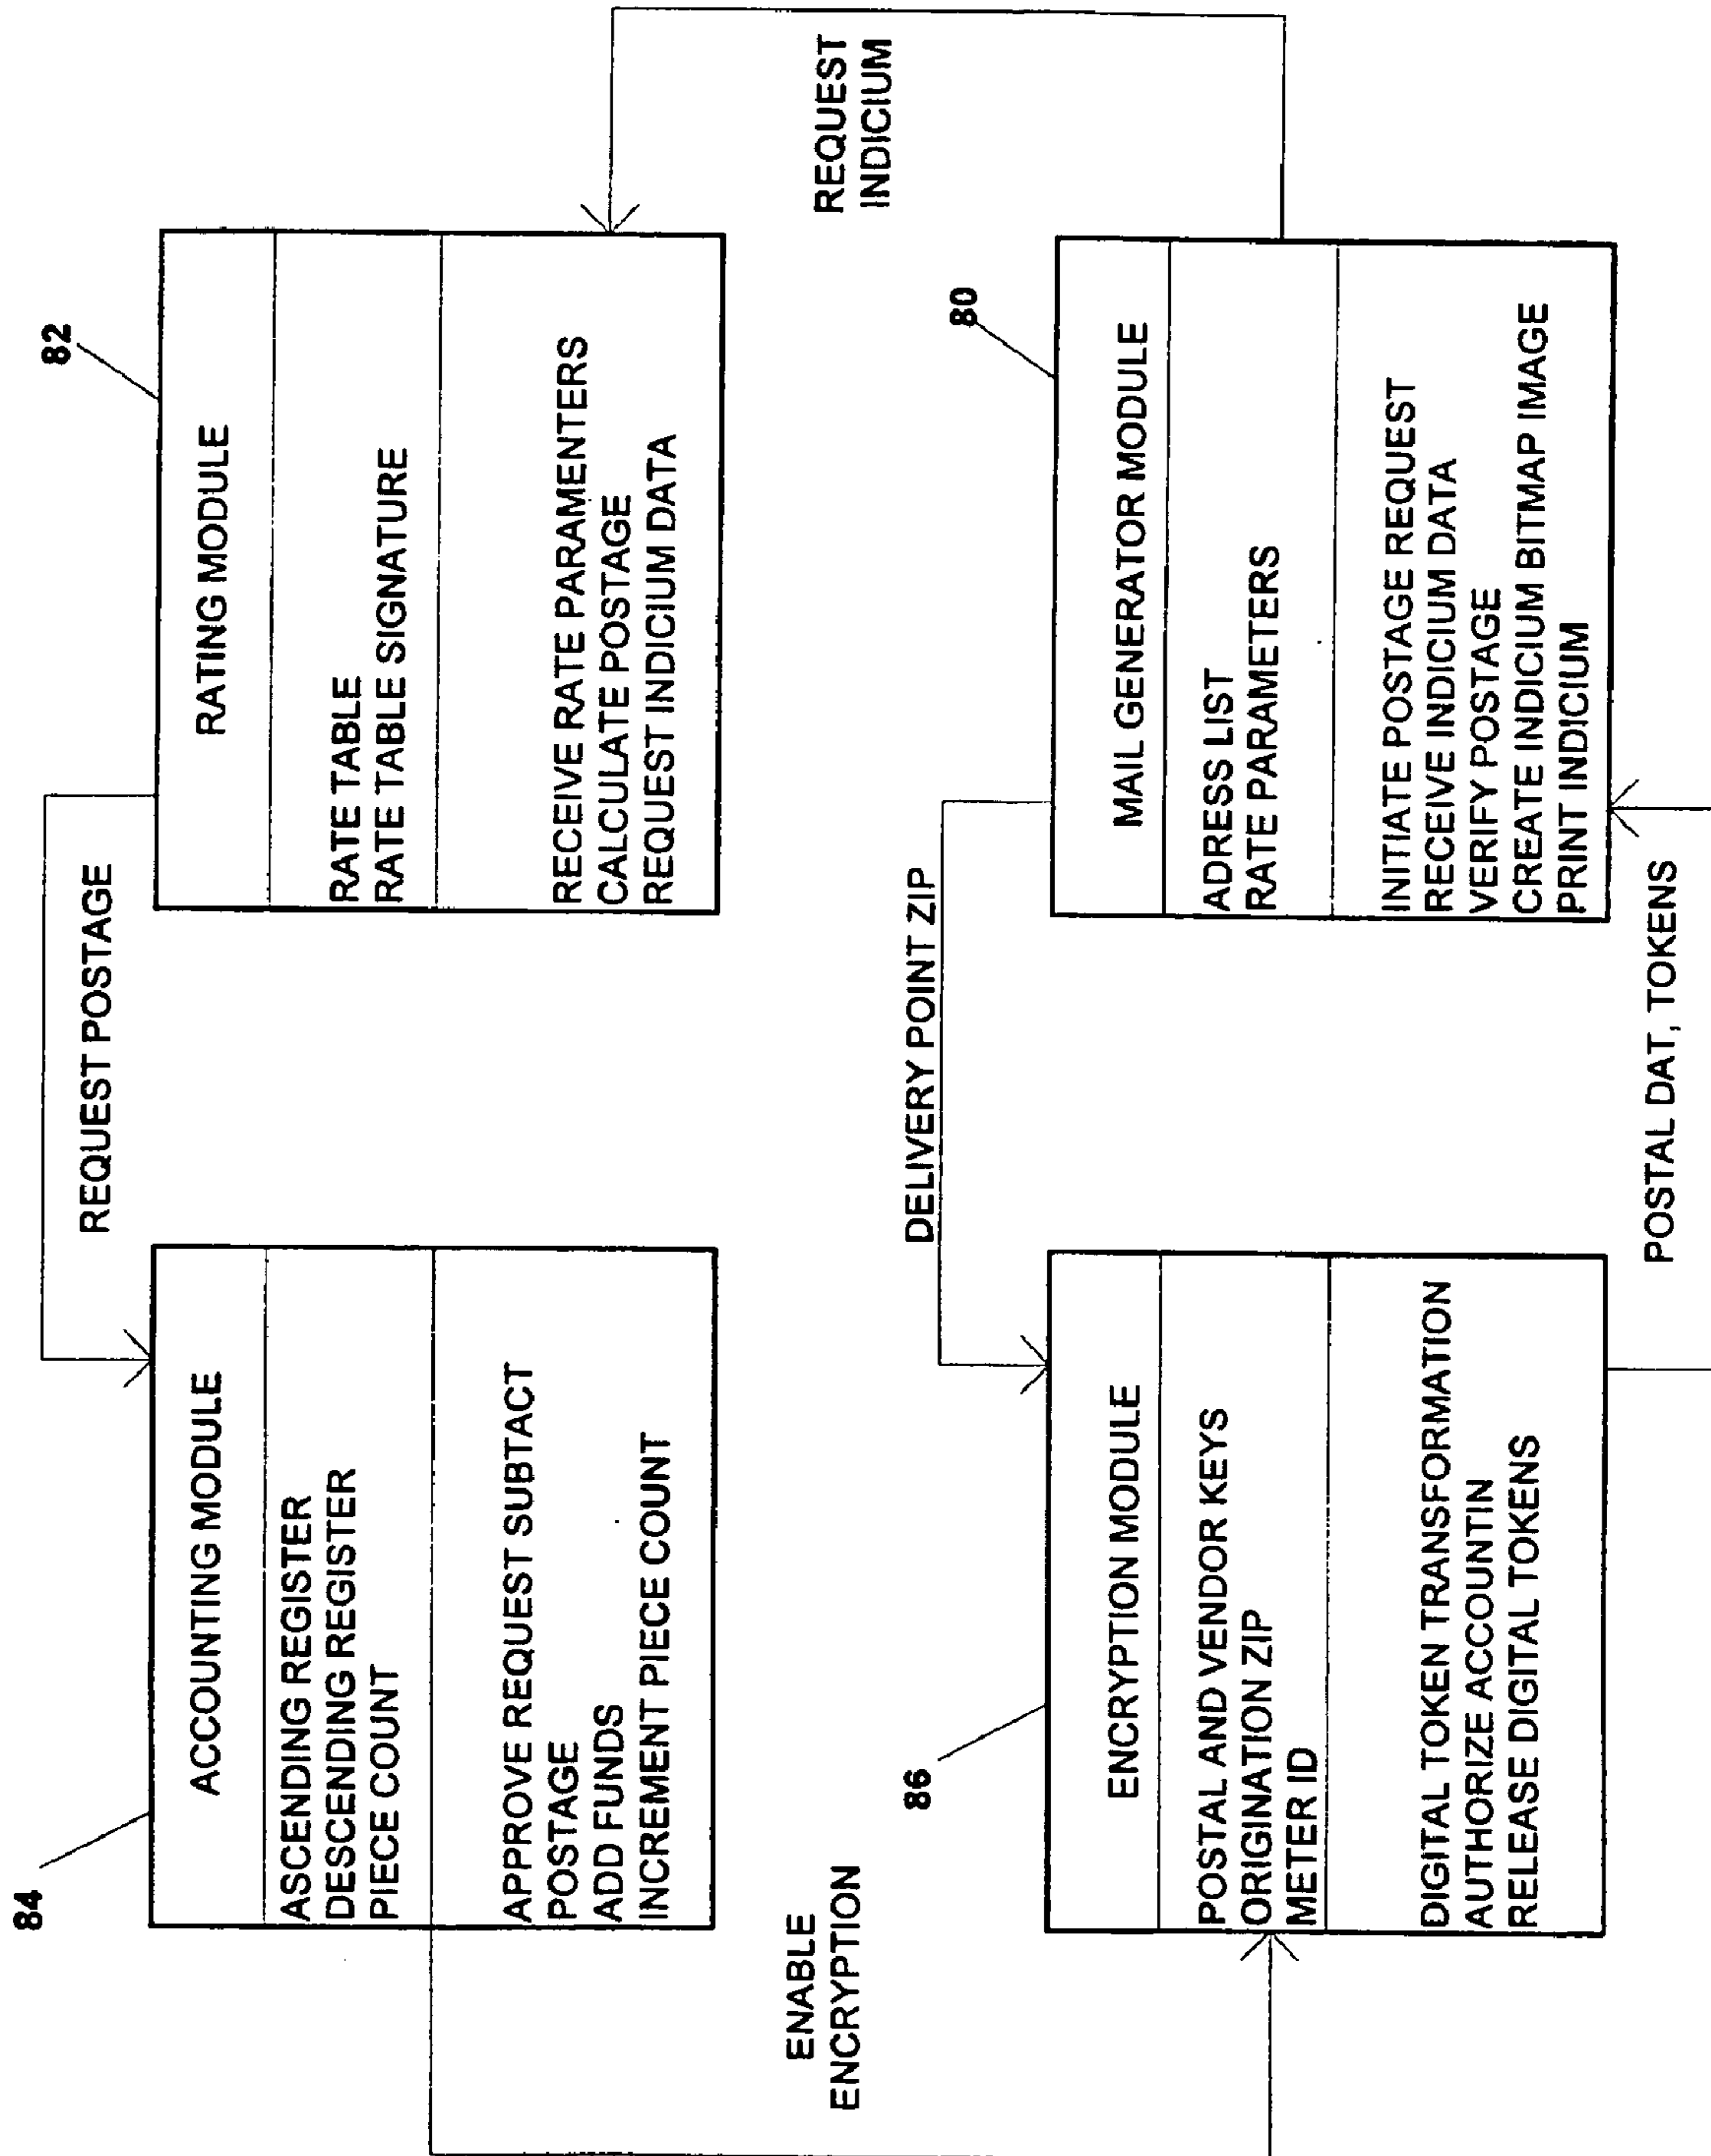 84
ACCOUNTING MODULE
ASCENDING REGISTER
DESCENDING REGISTER
PIECE COUNT
APPROVE REQUEST SUBTACT
POSTAGE
ADD FUNDS
INCREMENT PIECE COUNT
REQUEST POSTAGE
82
RATING MODULE
RATE TABLE
RATE TABLE SIGNATURE
RECEIVE RATE PARAMENTERS
CALCULATE POSTAGE
REQUEST INDICIUM DATA
ENABLE
ENCRYPTION
REQUEST
INDICIUM
86
ENCRYPTION MODULE
POSTAL AND VENDOR KEYS
ORIGINATION ZIP
METER ID
DIGITAL TOKEN TRANSFORMATION
AUTHORIZE ACCOUNTIN
RELEASE DIGITAL TOKENS
DELIVERY POINT ZIP
80
MAIL GENERATOR MODULE
ADDRESS LIST
RATE PARAMETERS
INITIATE POSTAGE REQUEST
RECEIVE INDICIUM DATA
VERIFY POSTAGE
CREATE INDICIUM BITMAP IMAGE
PRINT INDICIUM
POSTAL DAT, TOKENS